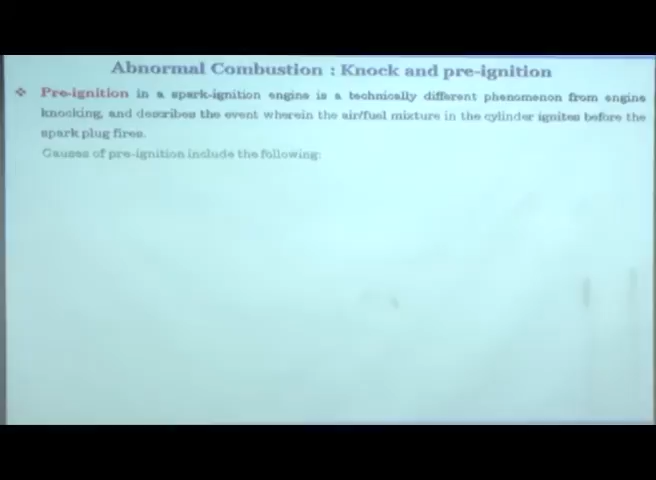 Abnormal Combustion : Knock and pre-ignition
❖ Pre-ignition in a spark-ignition engine is a technically different phenomenon from engine
knocking, and describes the event wherein the air/fuel mixture in the cylinder ignites before the
spark plug fires.
Causes of pre-ignition include the following: